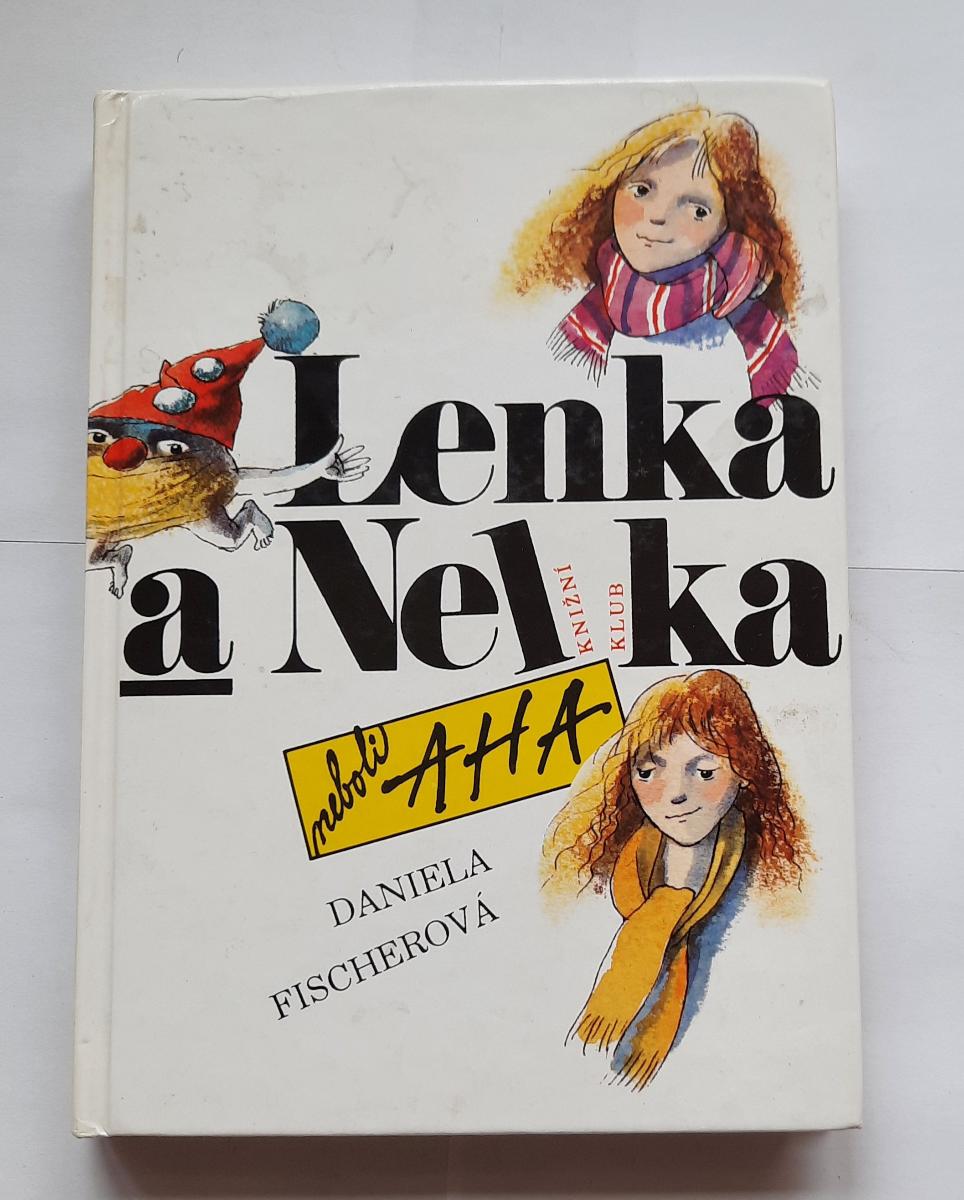 Lenka
a Nelka
KNIŽNÍ
KLUB
neboli AHA
DANIELA
FISCHEROVÁ